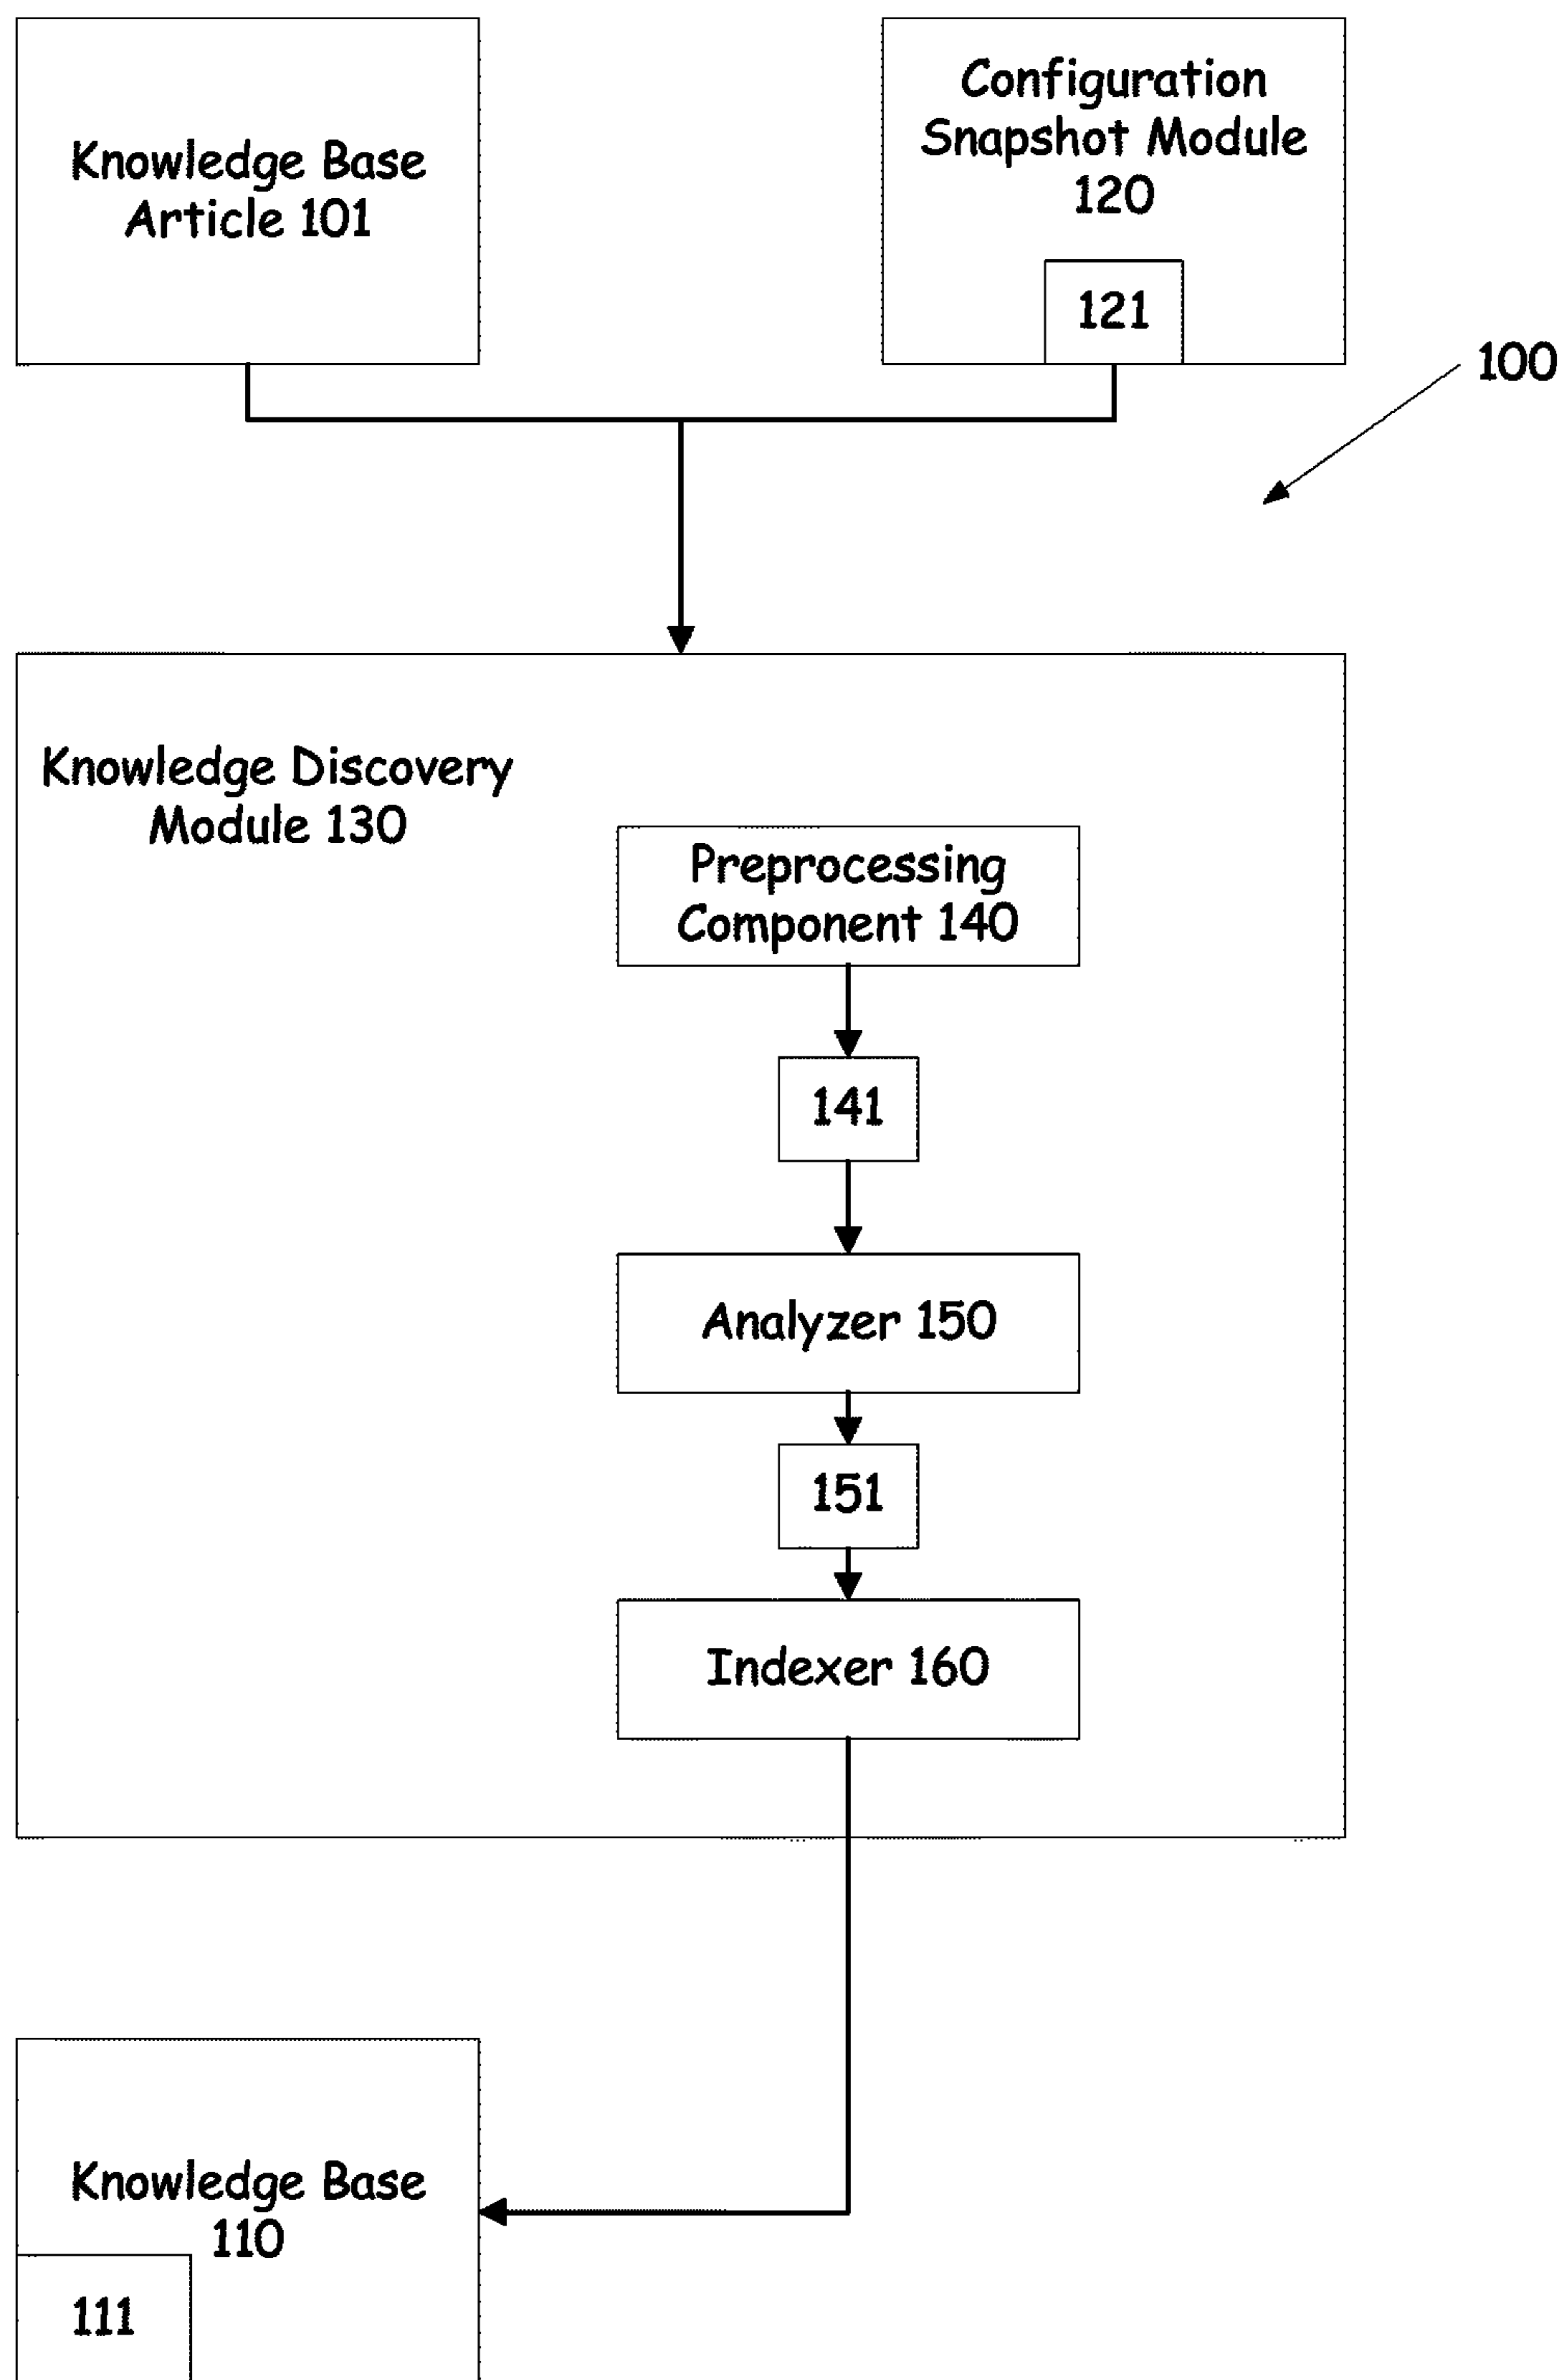 Knowledge Base
Article 101
Configuration
Snapshot Module
120
121
100
Knowledge Discovery
Module 130
Preprocessing
Component 140
141
Analyzer 150
151
Indexer 160
Knowledge Base
110
111